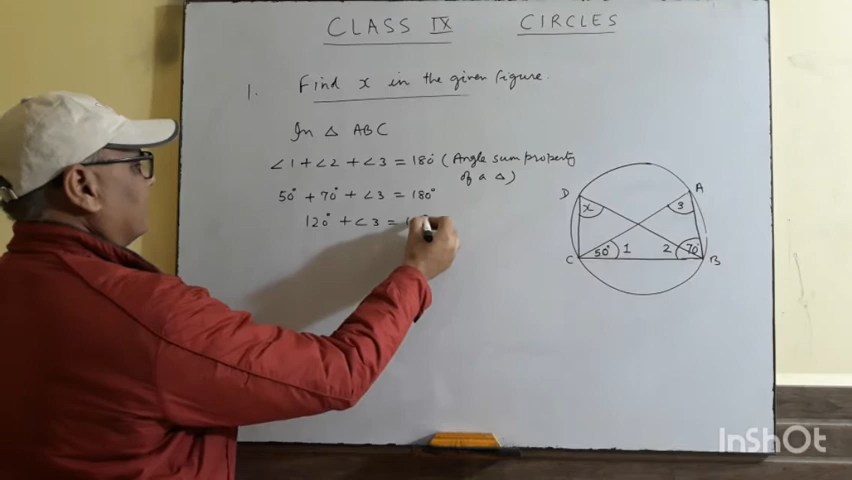 CLASS IX CIRCLES
1. Find x in the given figure.
In △ ABC
∠1 + ∠2 + ∠3 = 180° (Angle sum property
of a △)
50° + 70° + ∠3 = 180°
120° + ∠3 =
D A
x 3
50° 1 2 70°
C B
InShOt